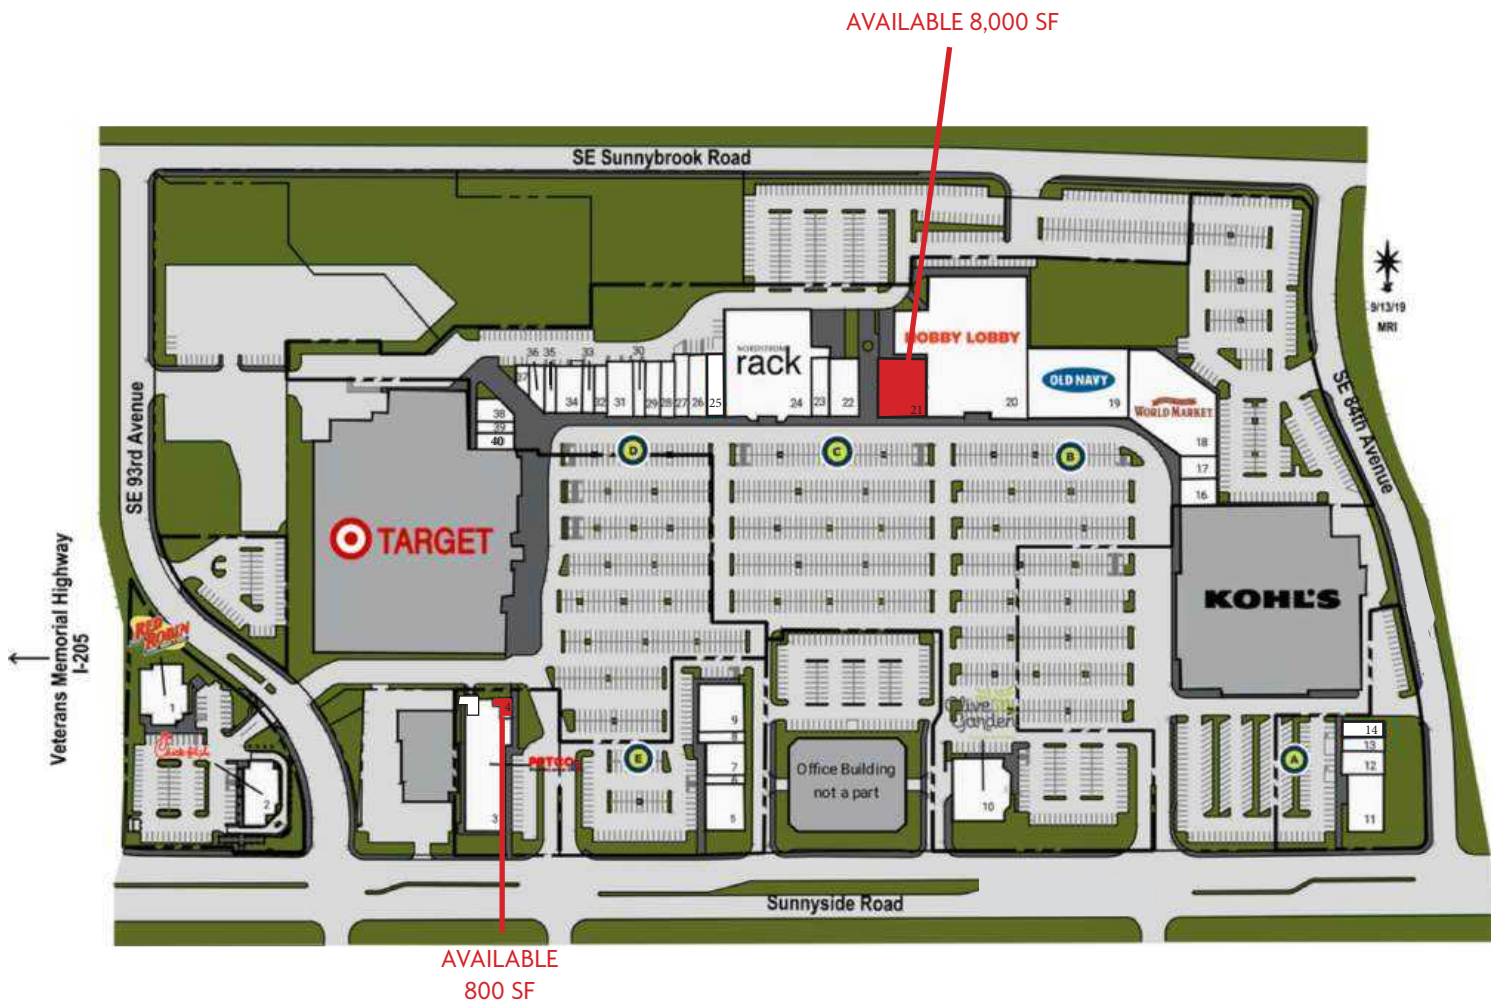 AVAILABLE 8,000 SF
SE Sunnybrook Road
9/13/19
MRI
SE 93rd Avenue
SE 84th Avenue
Veterans Memorial Highway
I-205
36 35 33 30
37 34 32 31 29 28 27 26 25
NORDSTROM
rack
24 23 22 21
HOBBY LOBBY
20
OLD NAVY
19
WORLD MARKET
18
17
16
38
39
40
D C B
TARGET
KOHL'S
RED ROBIN
1
Chick-fil-A
2
4
PETCO
3
E
9
8
7
6
5
Office Building
not a part
Olive
Garden
10
A
14
13
12
11
Sunnyside Road
AVAILABLE
800 SF